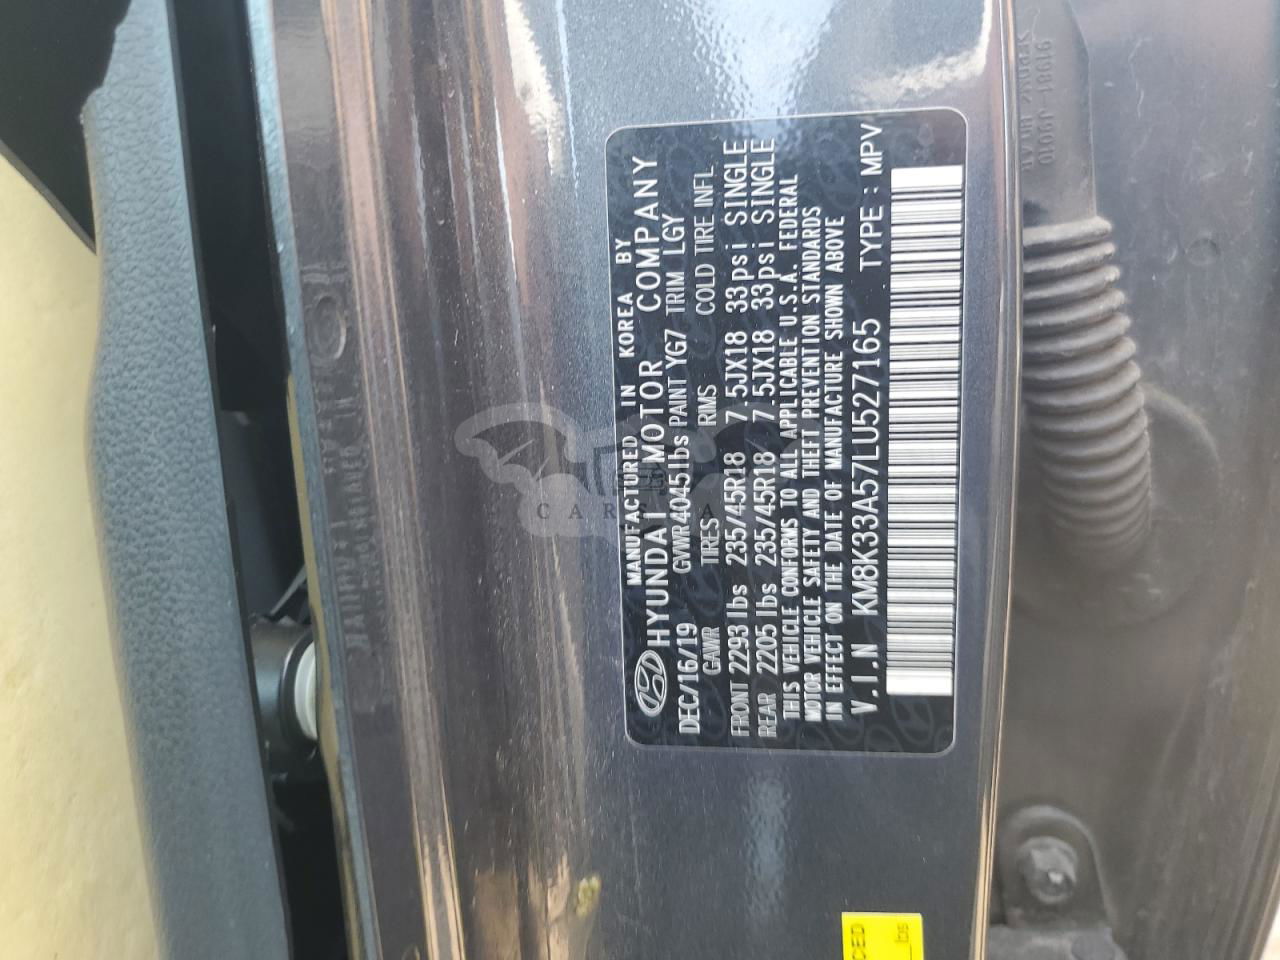 MANUFACTURED IN KOREA BY
HYUNDAI MOTOR COMPANY
DEC/16/19 GVWR 4045lbs PAINT YG7 TRIM LGY
GAWR TIRES RIMS COLD TIRE INFL.
FRONT 2293 lbs 235/45R18 7.5JX18 33psi SINGLE
REAR 2205 lbs 235/45R18 7.5JX18 33psi SINGLE
THIS VEHICLE CONFORMS TO ALL APPLICABLE U.S.A. FEDERAL
MOTOR VEHICLE SAFETY AND THEFT PREVENTION STANDARDS
IN EFFECT ON THE DATE OF MANUFACTURE SHOWN ABOVE
V.I.N KM8K33A57LU527165 TYPE : MPV
lbs
91981-J9010